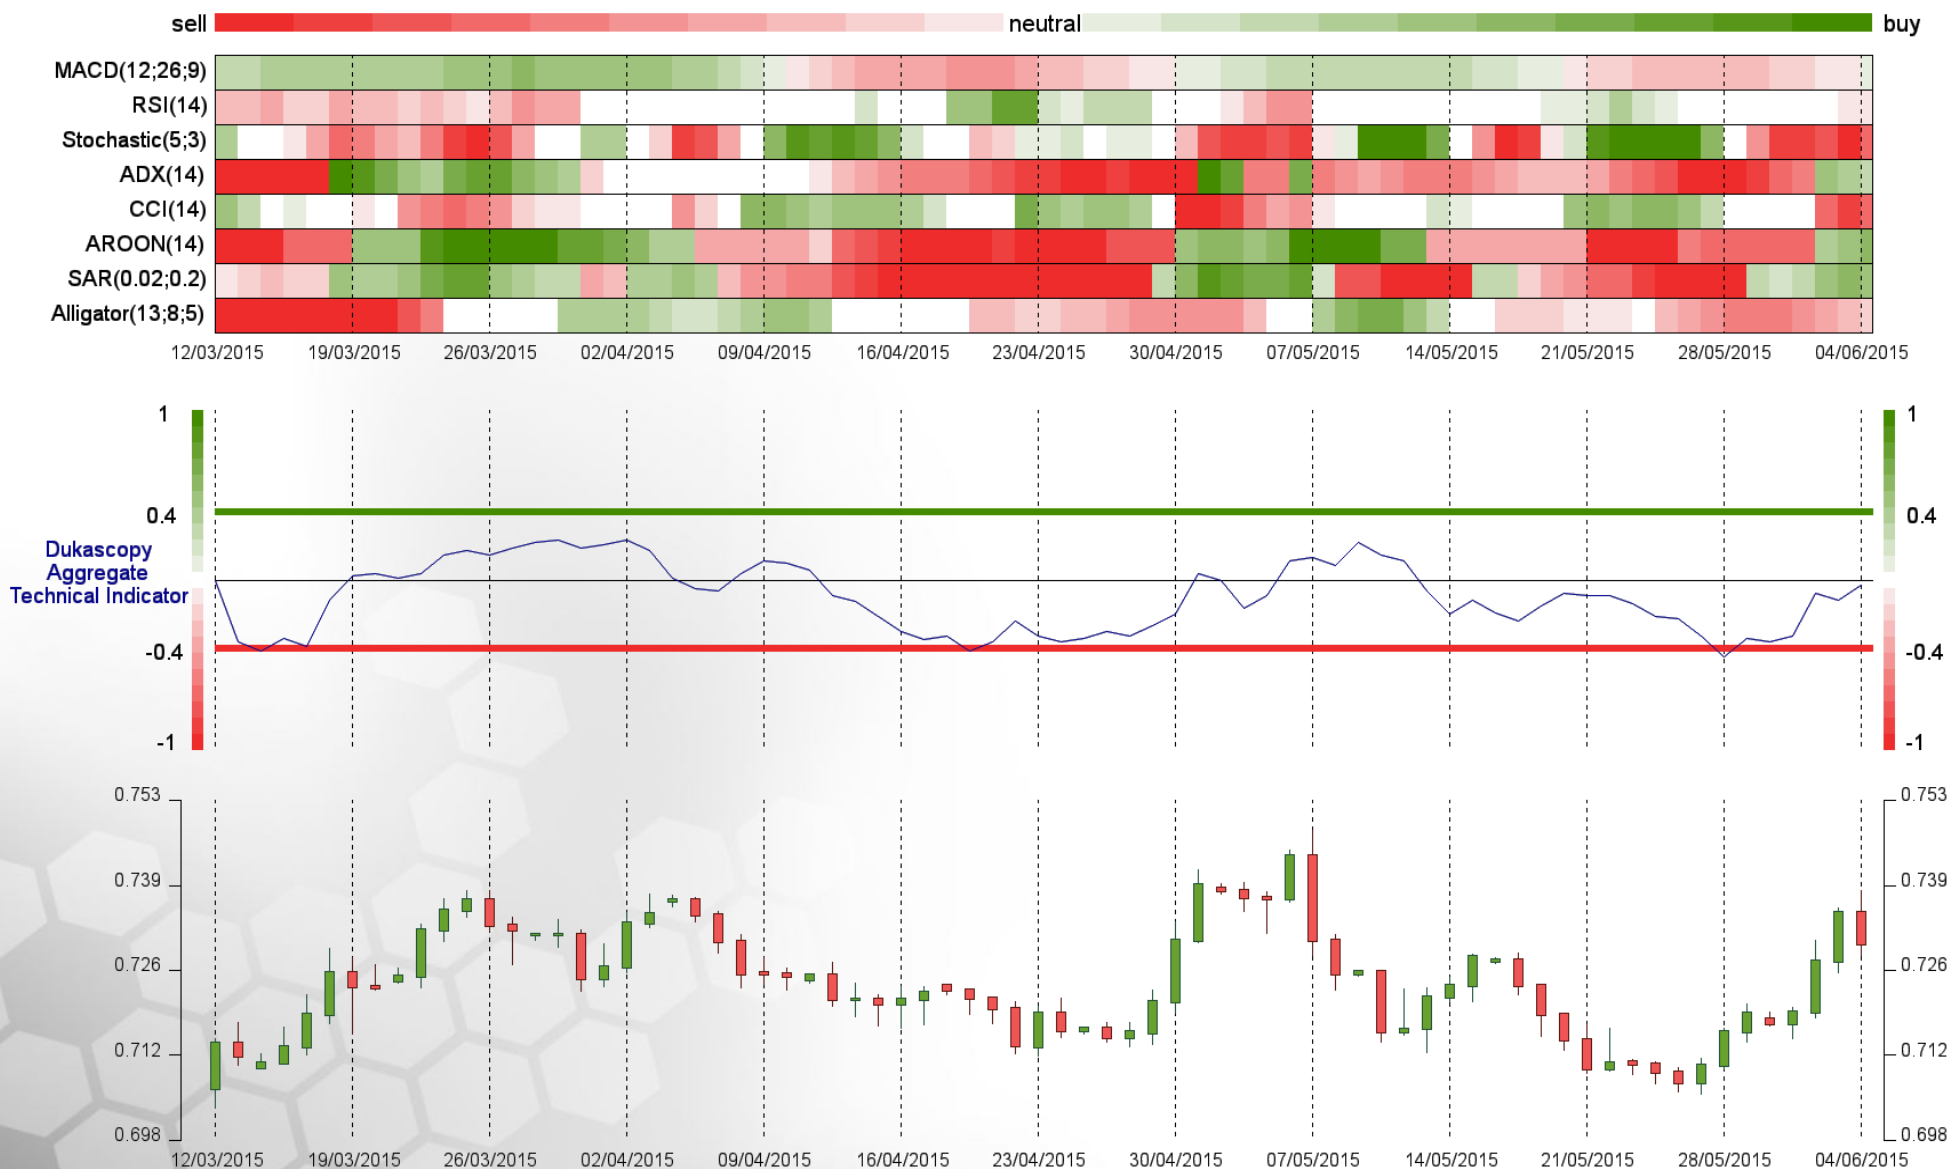 sell neutral buy
MACD(12;26;9)
RSI(14)
Stochastic(5;3)
ADX(14)
CCI(14)
AROON(14)
SAR(0.02;0.2)
Alligator(13;8;5)
12/03/2015 19/03/2015 26/03/2015 02/04/2015 09/04/2015 16/04/2015 23/04/2015 30/04/2015 07/05/2015 14/05/2015 21/05/2015 28/05/2015 04/06/2015
1 1
0.4 0.4
Dukascopy
Aggregate
Technical Indicator
-0.4 -0.4
-1 -1
0.753 0.753
0.739 0.739
0.726 0.726
0.712 0.712
0.698 0.698
12/03/2015 19/03/2015 26/03/2015 02/04/2015 09/04/2015 16/04/2015 23/04/2015 30/04/2015 07/05/2015 14/05/2015 21/05/2015 28/05/2015 04/06/2015